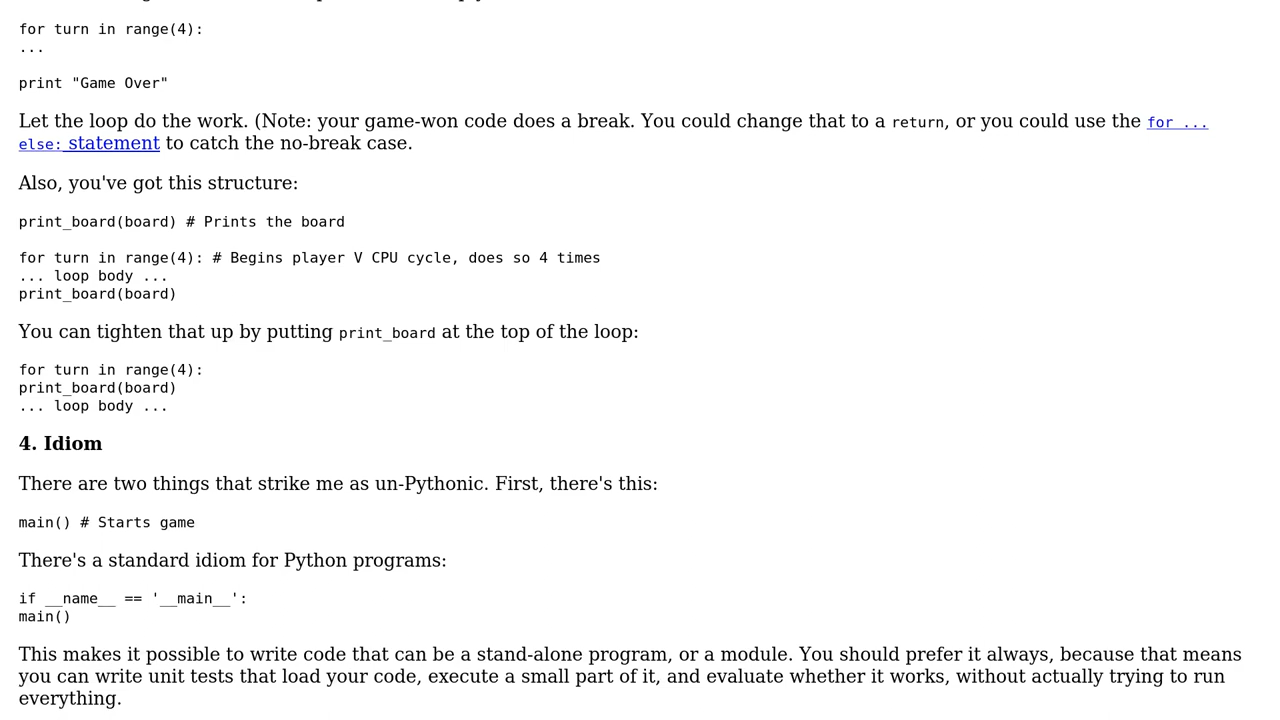 for turn in range(4):
...
print "Game Over"
Let the loop do the work. (Note: your game-won code does a break. You could change that to a return, or you could use the for ...
else: statement to catch the no-break case.
Also, you've got this structure:
print_board(board) # Prints the board
for turn in range(4): # Begins player V CPU cycle, does so 4 times
... loop body ...
print_board(board)
You can tighten that up by putting print_board at the top of the loop:
for turn in range(4):
print_board(board)
... loop body ...
4. Idiom
There are two things that strike me as un-Pythonic. First, there's this:
main() # Starts game
There's a standard idiom for Python programs:
if __name__ == '__main__':
main()
This makes it possible to write code that can be a stand-alone program, or a module. You should prefer it always, because that means
you can write unit tests that load your code, execute a small part of it, and evaluate whether it works, without actually trying to run
everything.